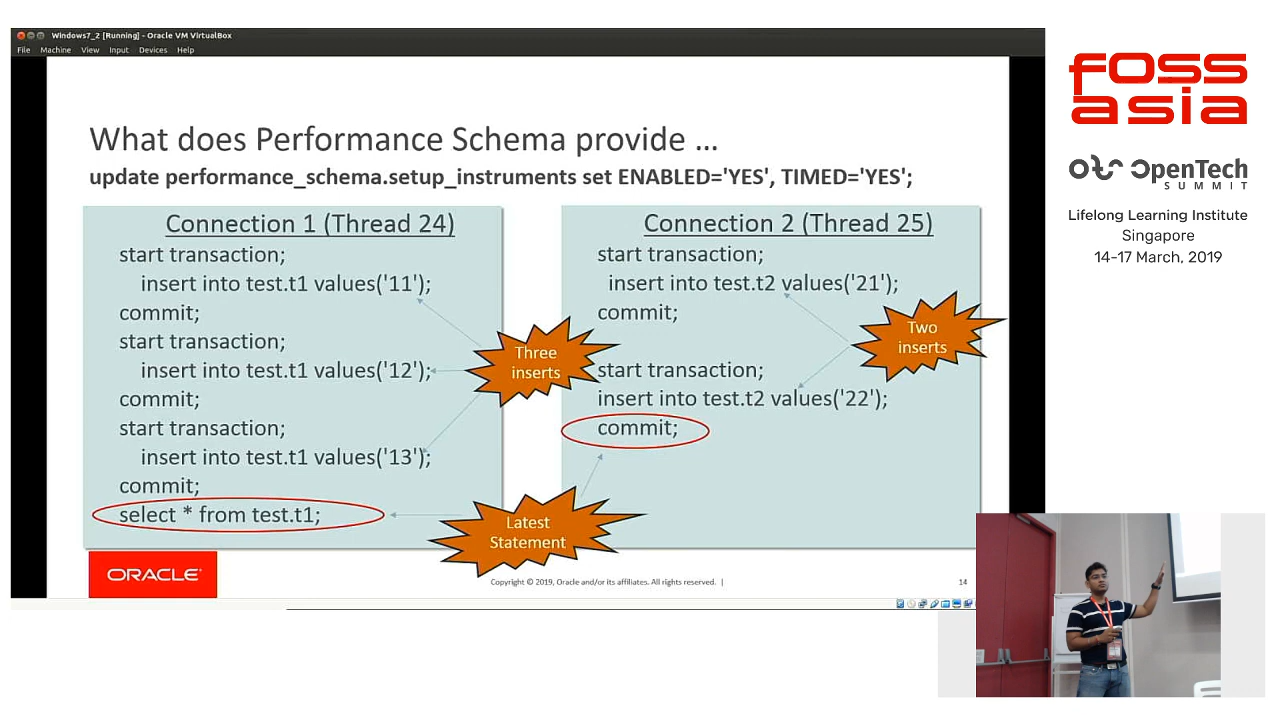 Windows7_2 [Running] - Oracle VM VirtualBox
File Machine View Input Devices Help
What does Performance Schema provide ...
update performance_schema.setup_instruments set ENABLED='YES', TIMED='YES';
Connection 1 (Thread 24)
start transaction;
insert into test.t1 values('11');
commit;
start transaction;
insert into test.t1 values('12');
commit;
start transaction;
insert into test.t1 values('13');
commit;
select * from test.t1;
Three
inserts
Connection 2 (Thread 25)
start transaction;
insert into test.t2 values('21');
commit;
start transaction;
insert into test.t2 values('22');
commit;
Two
inserts
Latest
Statement
ORACLE
Copyright © 2019, Oracle and/or its affiliates. All rights reserved. |
14
FOSS
asia
OpenTech
SUMMIT
Lifelong Learning Institute
Singapore
14-17 March, 2019